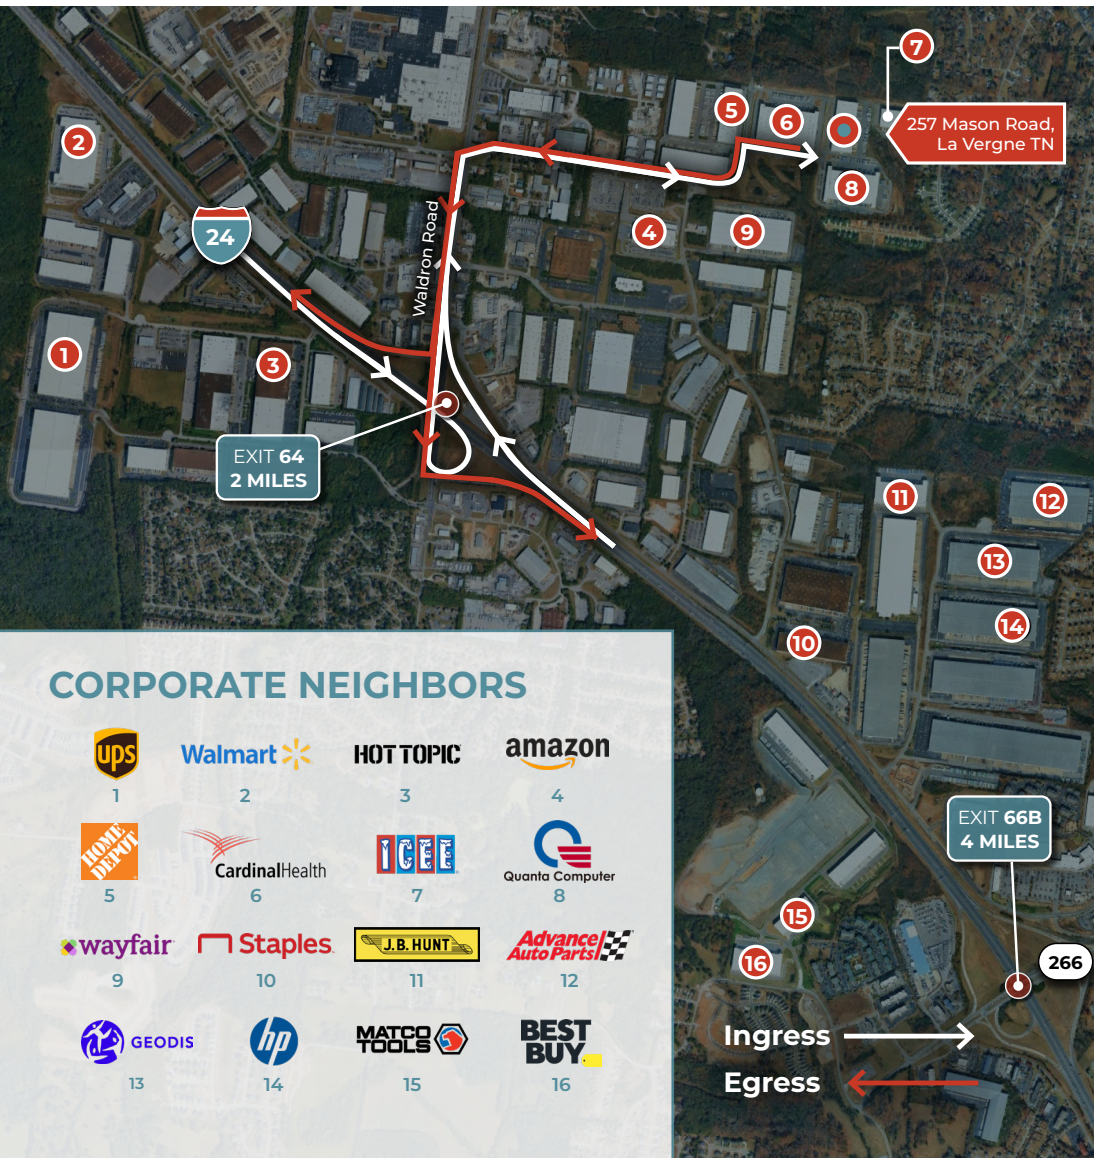 7
5
6
257 Mason Road,
La Vergne TN
2
8
4
9
24
Waldron Road
1
3
EXIT 64
2 MILES
11
12
13
14
10
CORPORATE NEIGHBORS
ups
Walmart
HOT TOPIC
amazon
1
2
3
4
THE HOME DEPOT
CardinalHealth
ICEE
Quanta Computer
5
6
7
8
wayfair
Staples.
J.B. HUNT
Advance
Auto Parts
9
10
11
12
GEODIS
hp
MATCO
TOOLS
BEST
BUY
13
14
15
16
EXIT 66B
4 MILES
15
16
266
Ingress
Egress